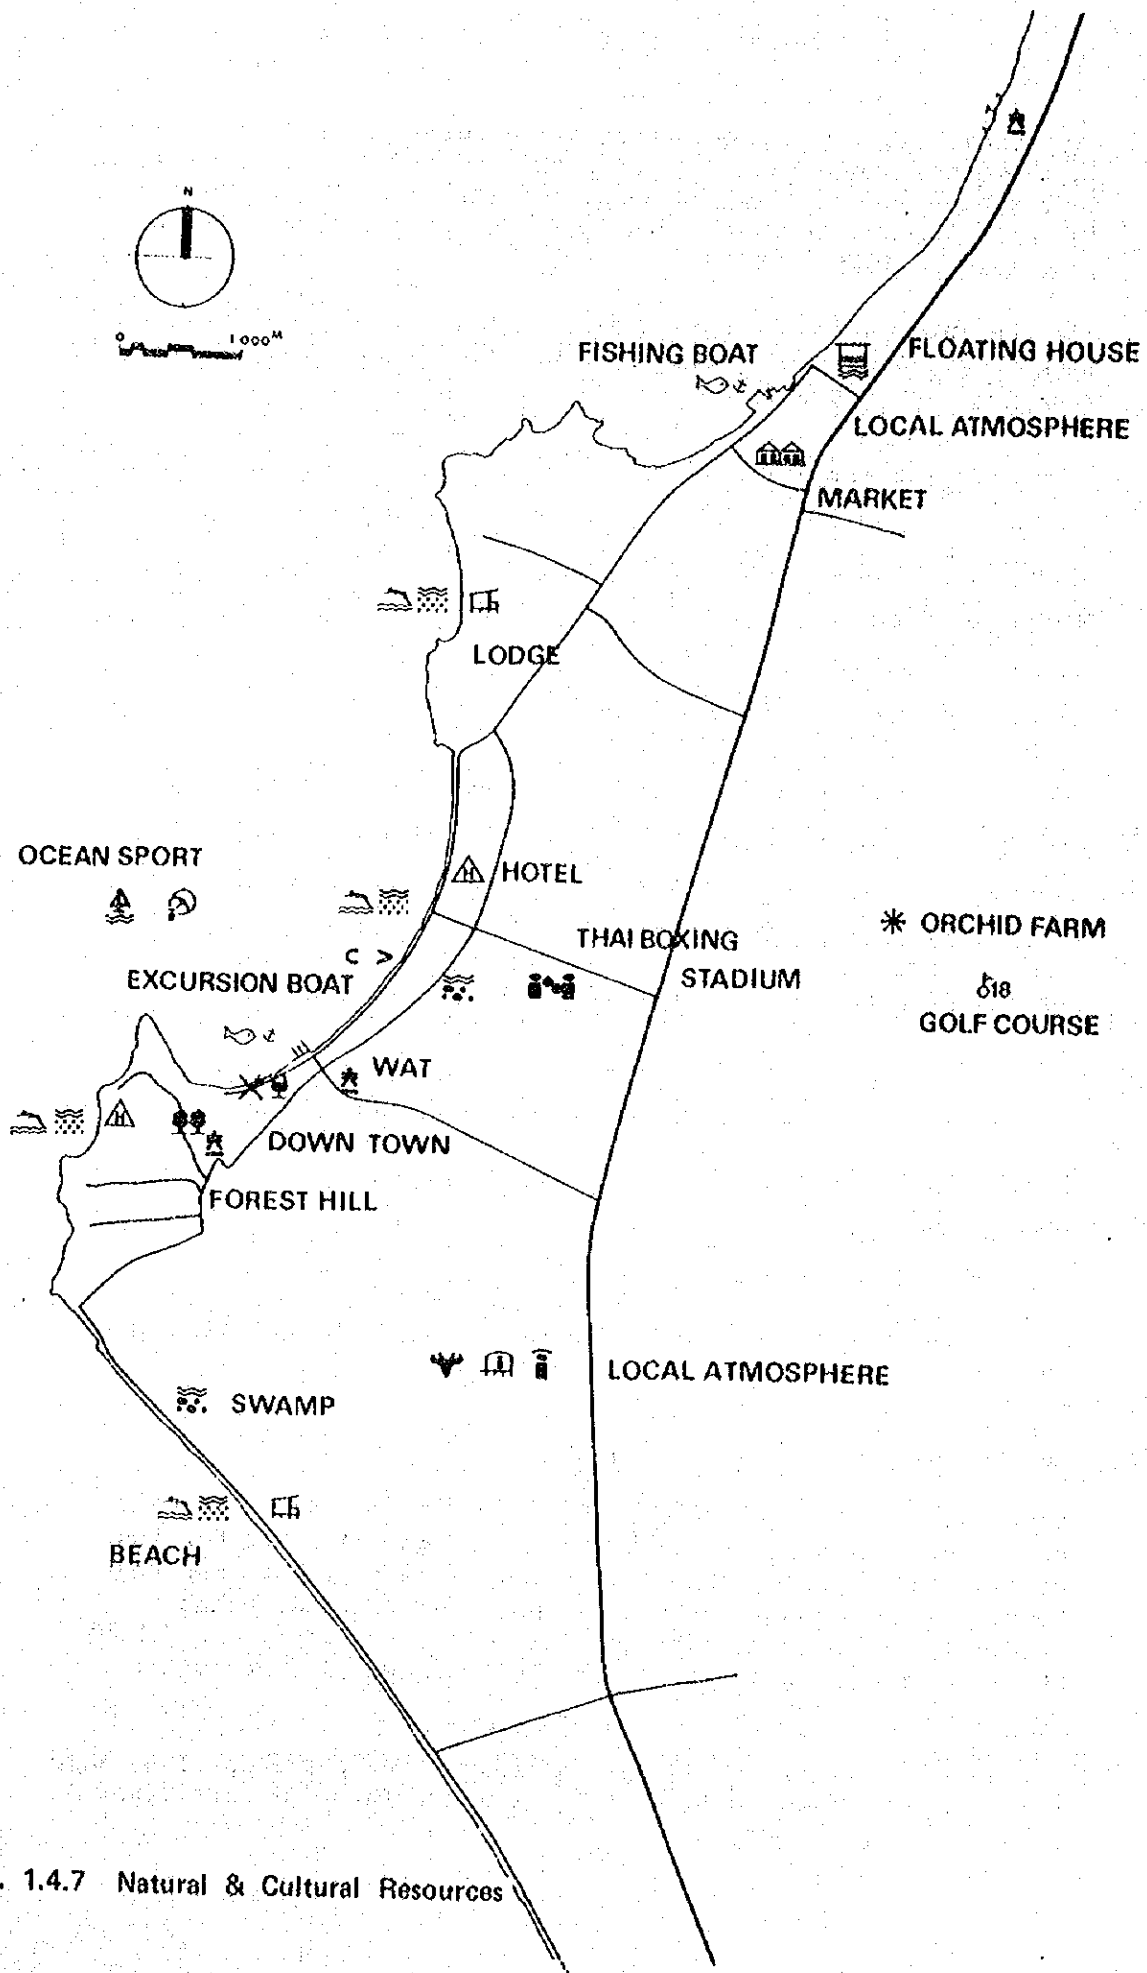 N
0 1000M
FISHING BOAT
FLOATING HOUSE
LOCAL ATMOSPHERE
MARKET
LODGE
OCEAN SPORT
H HOTEL
THAI BOXING
STADIUM
ORCHID FARM
18
GOLF COURSE
C >
EXCURSION BOAT
WAT
H
DOWN TOWN
FOREST HILL
LOCAL ATMOSPHERE
SWAMP
BEACH
. 1.4.7 Natural & Cultural Resources